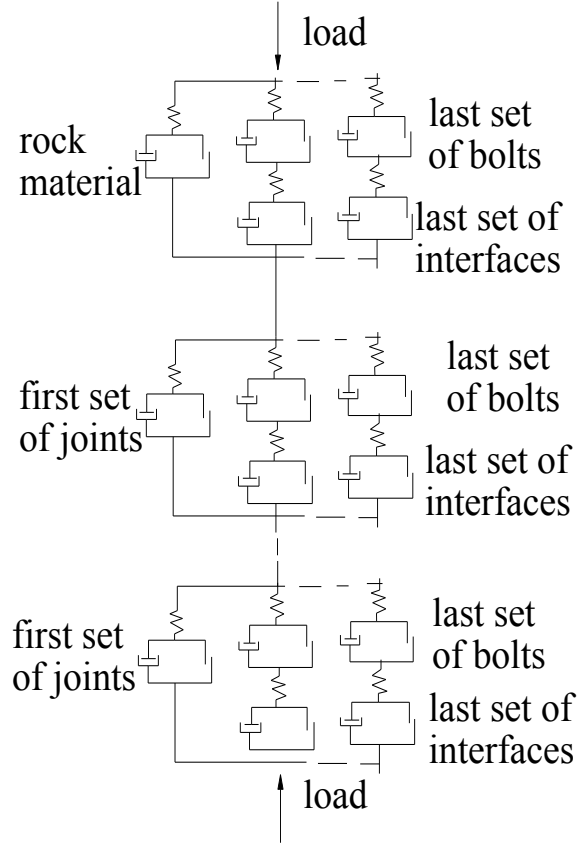 load
rock
material
last set
of bolts
last set of
interfaces
first set
of joints
last set
of bolts
last set of
interfaces
first set
of joints
last set
of bolts
last set of
interfaces
load